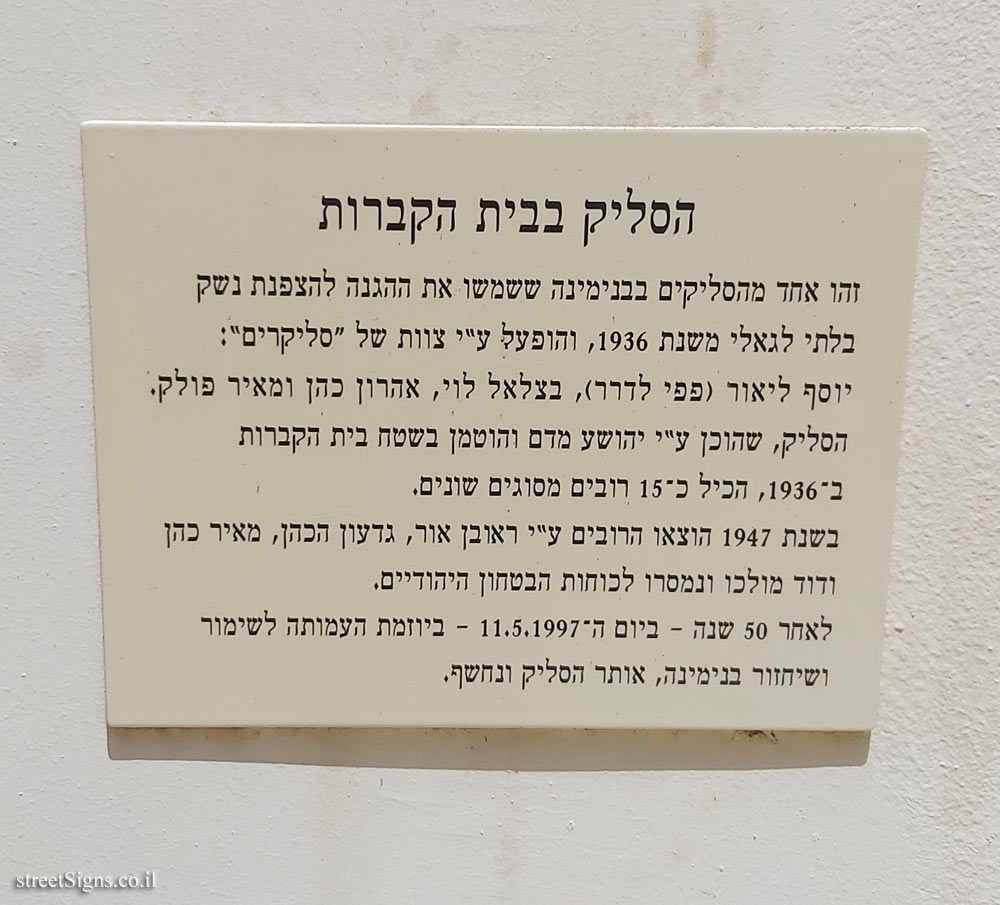 הסליק בבית הקברות
זהו אחד מהסליקים בבנימינה ששמשו את ההגנה להצפנת נשק
בלתי לגאלי משנת 1936, והופעל ע״י צוות של ״סליקרים״:
יוסף ליאור (פפי לדרר), בצלאל לוי, אהרון כהן ומאיר פולק.
הסליק, שהוכן ע״י יהושע מדם והוטמן בשטח בית הקברות
ב־1936, הכיל כ־15 רובים מסוגים שונים.
בשנת 1947 הוצאו הרובים ע״י ראובן אור, גדעון הכהן, מאיר כהן
ודוד מולכו ונמסרו לכוחות הבטחון היהודיים.
לאחר 50 שנה - ביום ה־11.5.1997 - ביוזמת העמותה לשימור
ושיחזור בנימינה, אותר הסליק ונחשף.
streetSigns.co.il